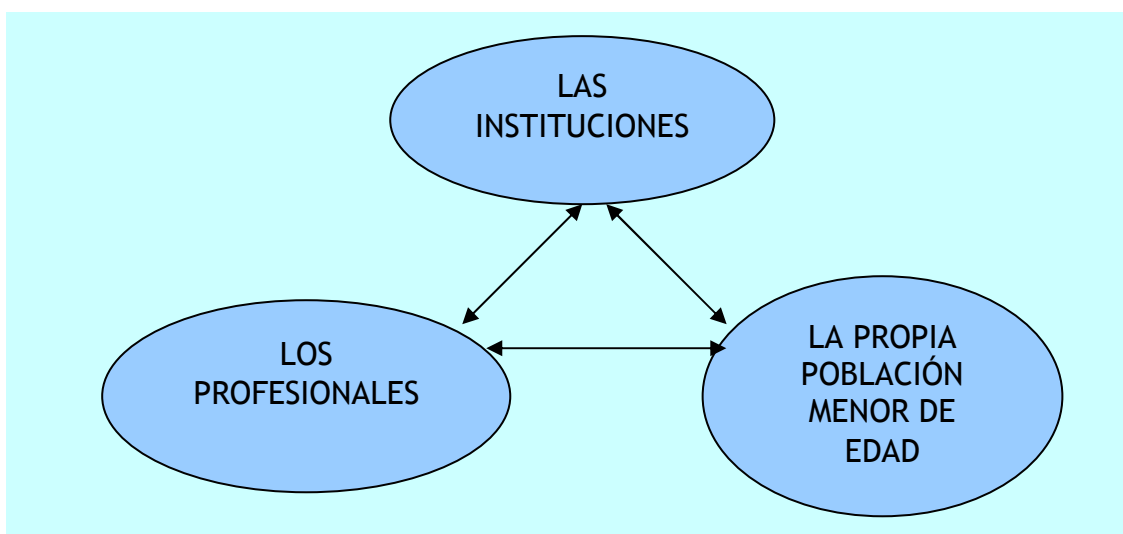 LAS
INSTITUCIONES
LOS
PROFESIONALES
LA PROPIA
POBLACIÓN
MENOR DE
EDAD